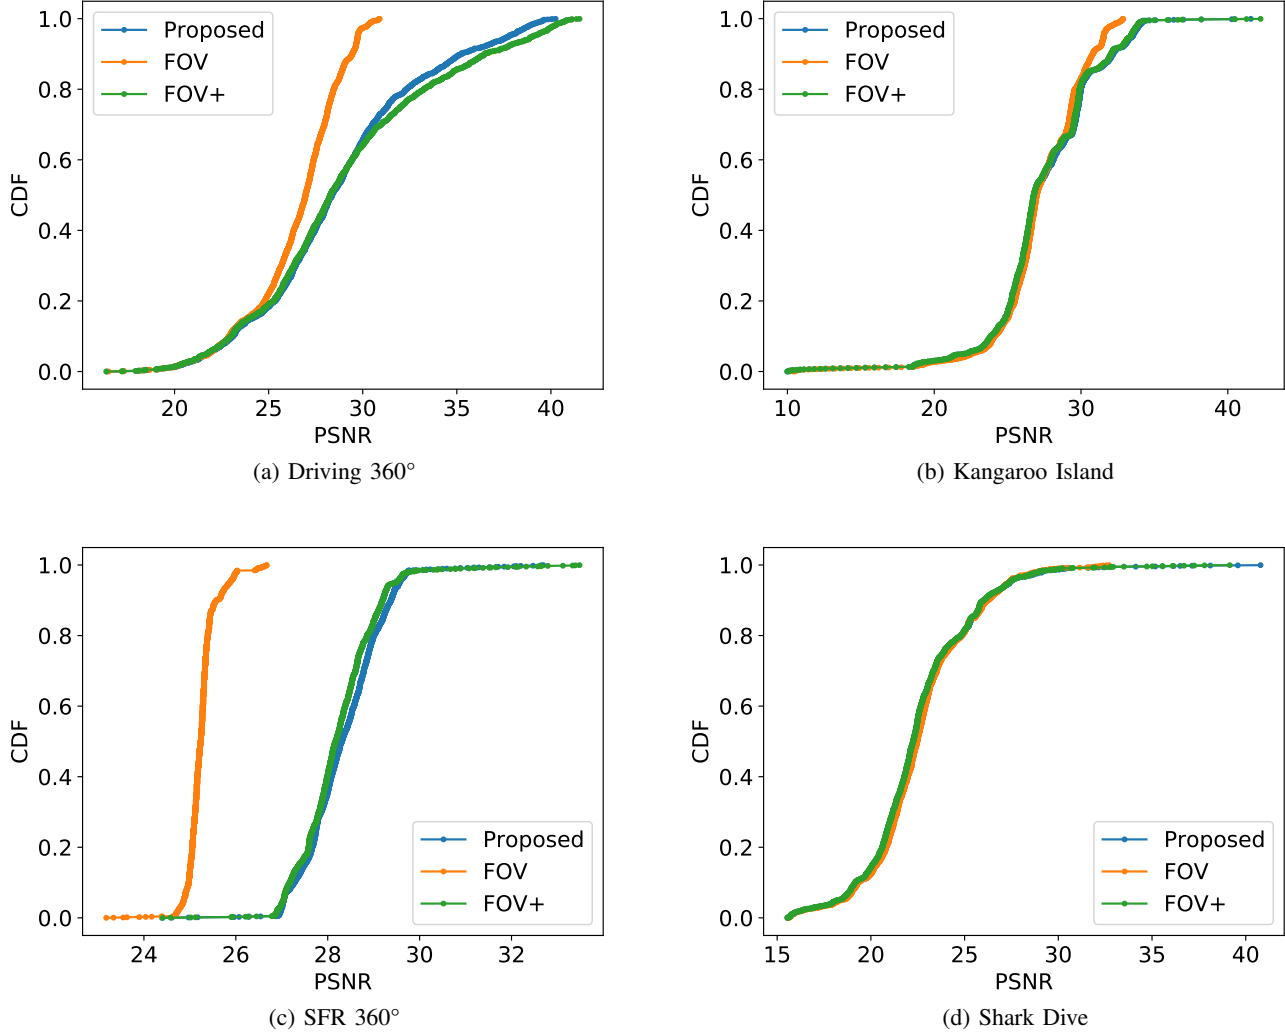 1.0
0.8
0.6
0.4
0.2
0.0
CDF
Proposed
FOV
FOV+
20 25 30 35 40
PSNR
(a) Driving 360°
1.0
0.8
0.6
0.4
0.2
0.0
CDF
Proposed
FOV
FOV+
10 20 30 40
PSNR
(b) Kangaroo Island
1.0
0.8
0.6
0.4
0.2
0.0
CDF
Proposed
FOV
FOV+
24 26 28 30 32
PSNR
(c) SFR 360°
1.0
0.8
0.6
0.4
0.2
0.0
CDF
Proposed
FOV
FOV+
15 20 25 30 35 40
PSNR
(d) Shark Dive